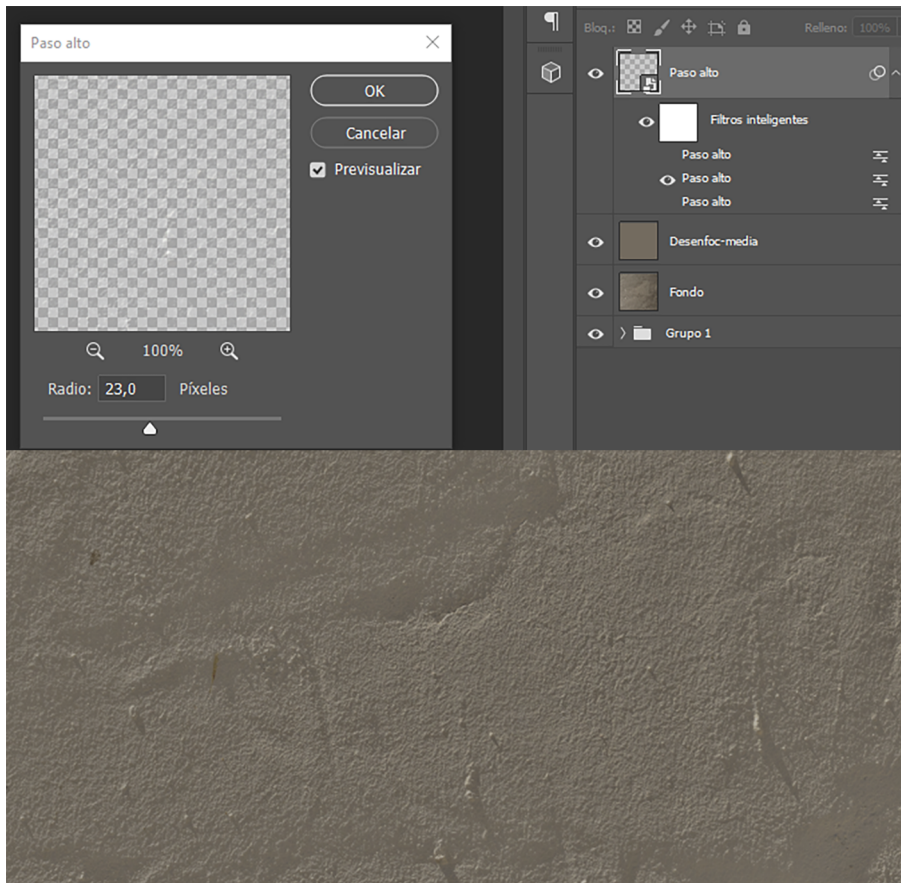 Paso alto
OK
Cancelar
Previsualizar
100%
Radio: 23,0 Píxeles
Bloq.: Relleno: 100%
Paso alto
Filtros inteligentes
Paso alto
Paso alto
Paso alto
Desenfoc-media
Fondo
Grupo 1